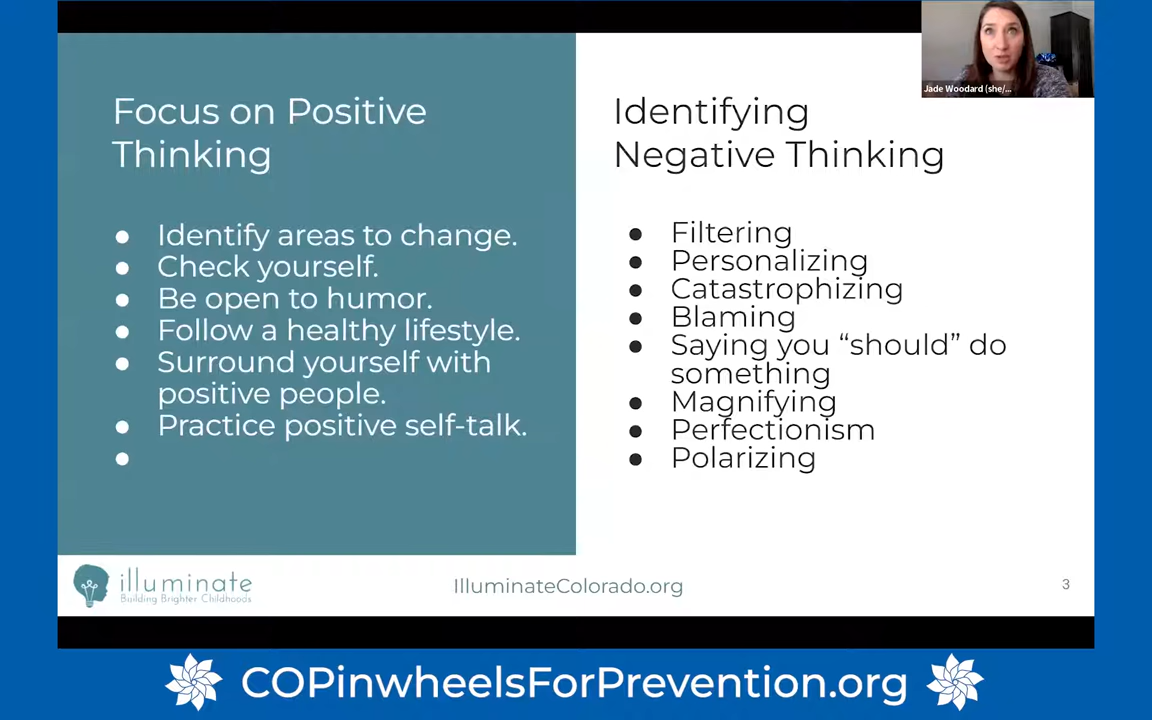 Focus on Positive
Thinking
● Identify areas to change.
● Check yourself.
● Be open to humor.
● Follow a healthy lifestyle.
● Surround yourself with
positive people.
● Practice positive self-talk.
●
Identifying
Negative Thinking
● Filtering
● Personalizing
● Catastrophizing
● Blaming
● Saying you “should” do
something
● Magnifying
● Perfectionism
● Polarizing
Jade Woodard (she/...
illuminate
Building Brighter Childhoods
IlluminateColorado.org
3
COPinwheelsForPrevention.org